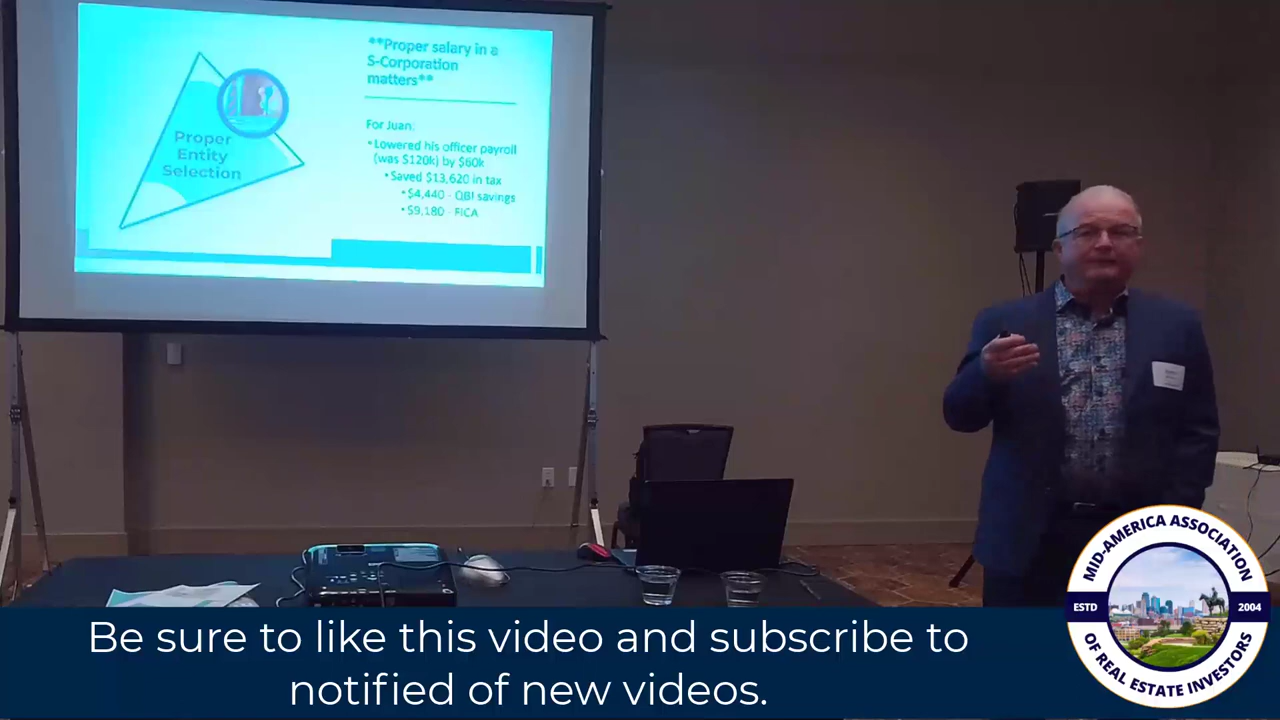 **Proper salary in a
S-Corporation
matters**
Proper
Entity
Selection
For Juan:
•Lowered his officer payroll
(was $120k) by $60k
•Saved $13,620 in tax
•$4,440 - QBI savings
•$9,180 - FICA
Be sure to like this video and subscribe to
notified of new videos.
MID-AMERICA ASSOCIATION
ESTD 2004
OF REAL ESTATE INVESTORS